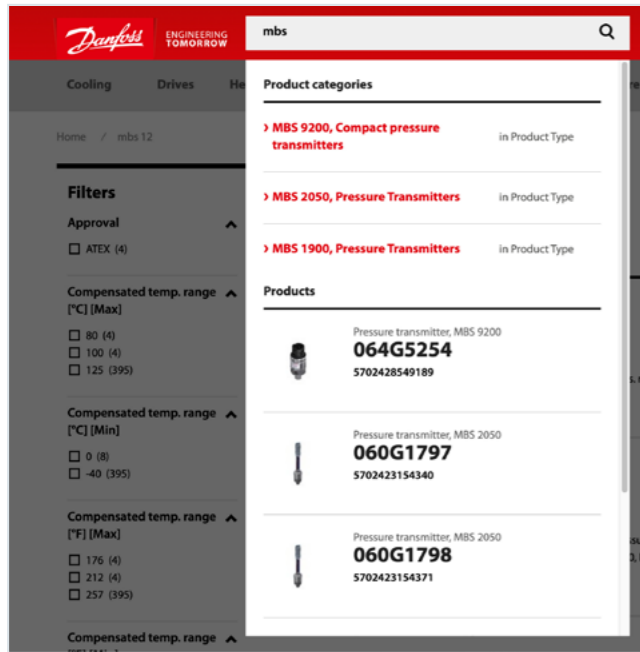 Danfoss
ENGINEERING
TOMORROW
mbs
Cooling
Drives
He
Home / mbs 12
Filters
Approval
ATEX (4)
Compensated temp. range
[°C] [Max]
80 (4)
100 (4)
125 (395)
Compensated temp. range
[°C] [Min]
0 (8)
-40 (395)
Compensated temp. range
[°F] [Max]
176 (4)
212 (4)
257 (395)
Compensated temp. range
Product categories
MBS 9200, Compact pressure
transmitters
in Product Type
MBS 2050, Pressure Transmitters
in Product Type
MBS 1900, Pressure Transmitters
in Product Type
Products
Pressure transmitter, MBS 9200
064G5254
5702428549189
Pressure transmitter, MBS 2050
060G1797
5702423154340
Pressure transmitter, MBS 2050
060G1798
5702423154371